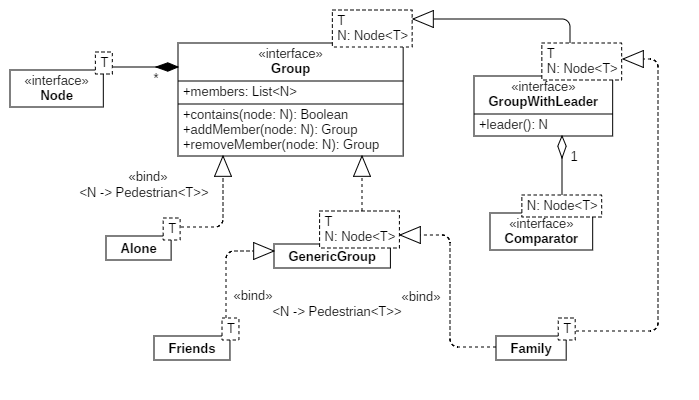 T
N: Node<T>
«interface»
Group
+members: List<N>
+contains(node: N): Boolean
+addMember(node: N): Group
+removeMember(node: N): Group
T
«interface»
Node
*
T
N: Node<T>
«interface»
GroupWithLeader
+leader(): N
1
N: Node<T>
«interface»
Comparator
«bind»
<N -> Pedestrian<T>>
T
Alone
T
N: Node<T>
GenericGroup
«bind»
«bind»
<N -> Pedestrian<T>>
T
Friends
T
Family